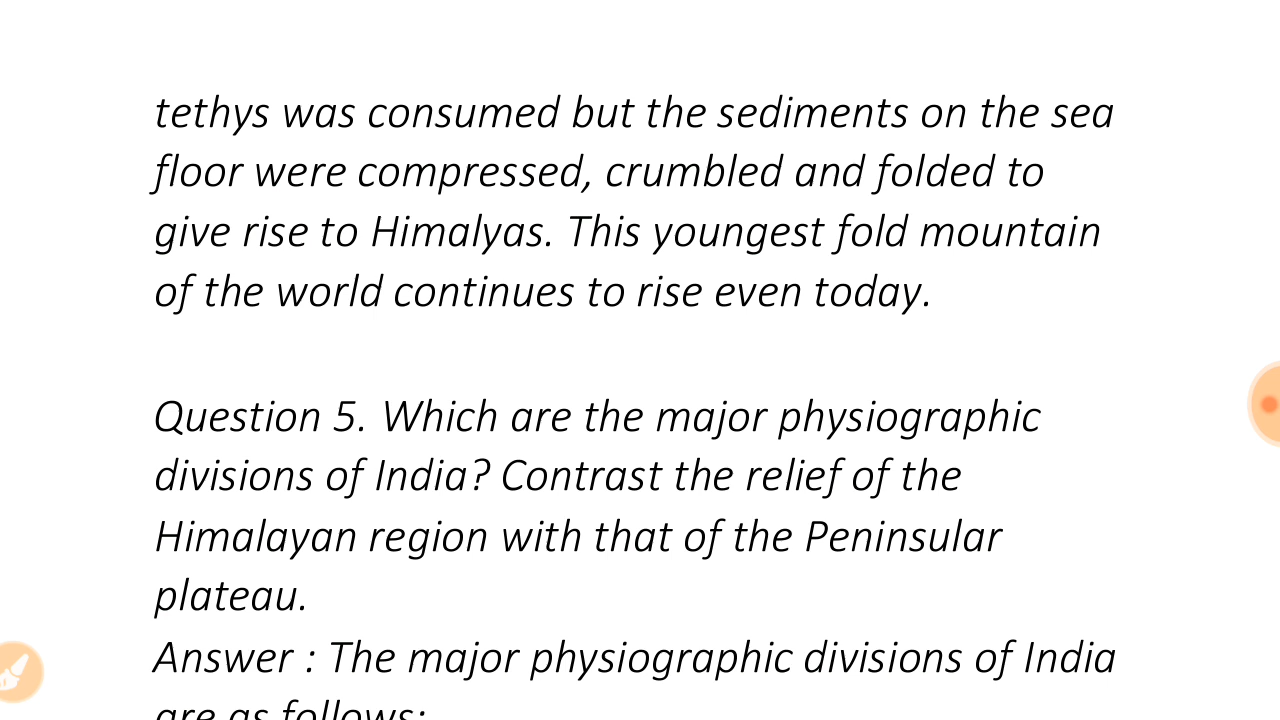 tethys was consumed but the sediments on the sea
floor were compressed, crumbled and folded to
give rise to Himalyas. This youngest fold mountain
of the world continues to rise even today.
Question 5. Which are the major physiographic
divisions of India? Contrast the relief of the
Himalayan region with that of the Peninsular
plateau.
Answer : The major physiographic divisions of India
are as follows: